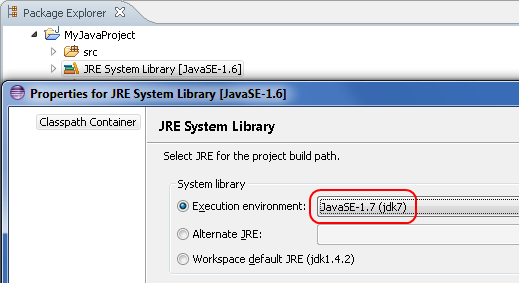 Package Explorer
MyJavaProject
src
JRE System Library [JavaSE-1.6]
Properties for JRE System Library [JavaSE-1.6]
Classpath Container
JRE System Library
Select JRE for the project build path.
System library
Execution environment: JavaSE-1.7 (jdk7)
Alternate JRE:
Workspace default JRE (jdk1.4.2)